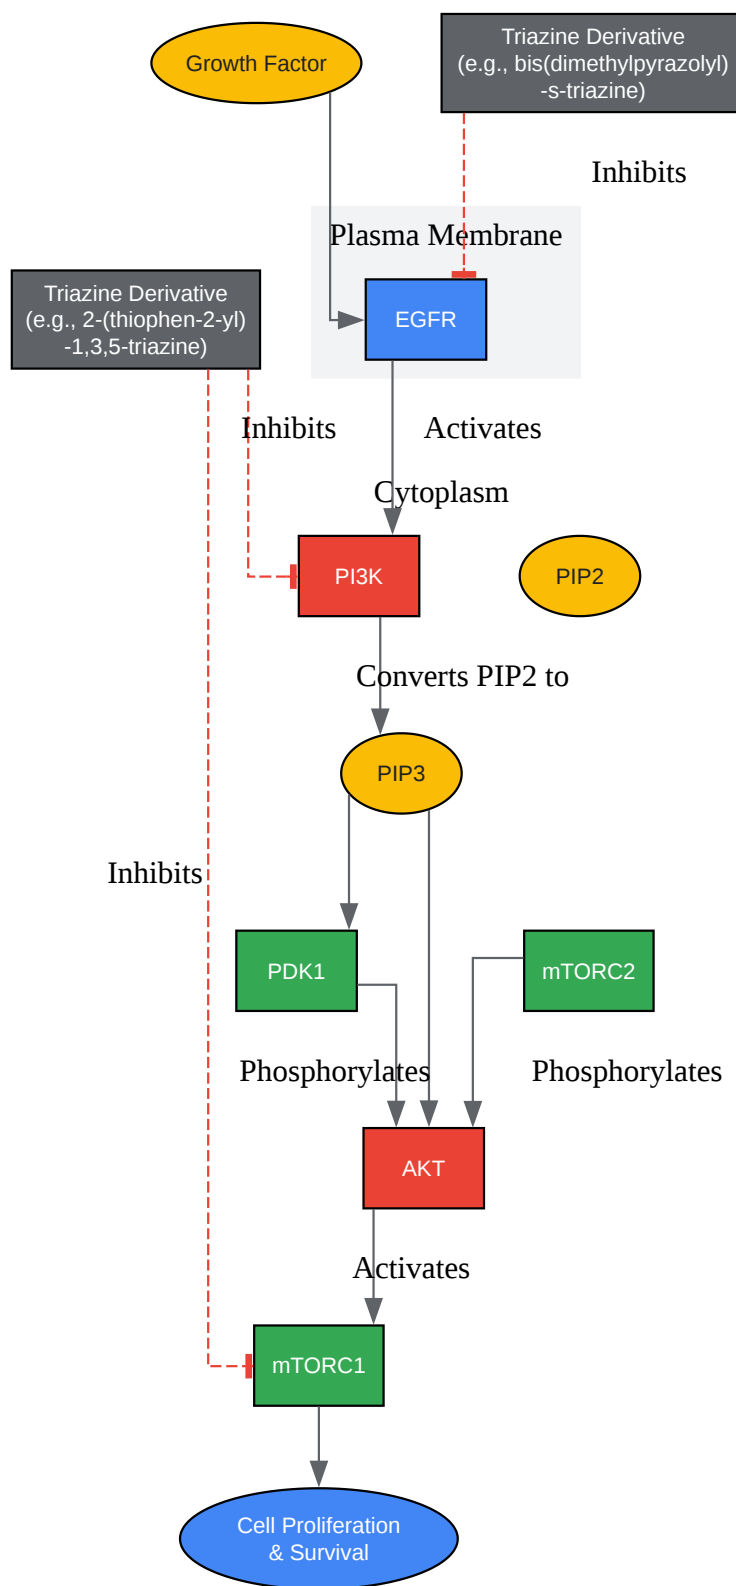 Growth Factor
Triazine Derivative
(e.g., bis(dimethylpyrazolyl)
-s-triazine)
Inhibits
Plasma Membrane
EGFR
Triazine Derivative
(e.g., 2-(thiophen-2-yl)
-1,3,5-triazine)
Inhibits
Activates
Cytoplasm
PI3K
PIP2
Converts PIP2 to
PIP3
Inhibits
PDK1
mTORC2
Phosphorylates
Phosphorylates
AKT
Activates
mTORC1
Cell Proliferation
& Survival